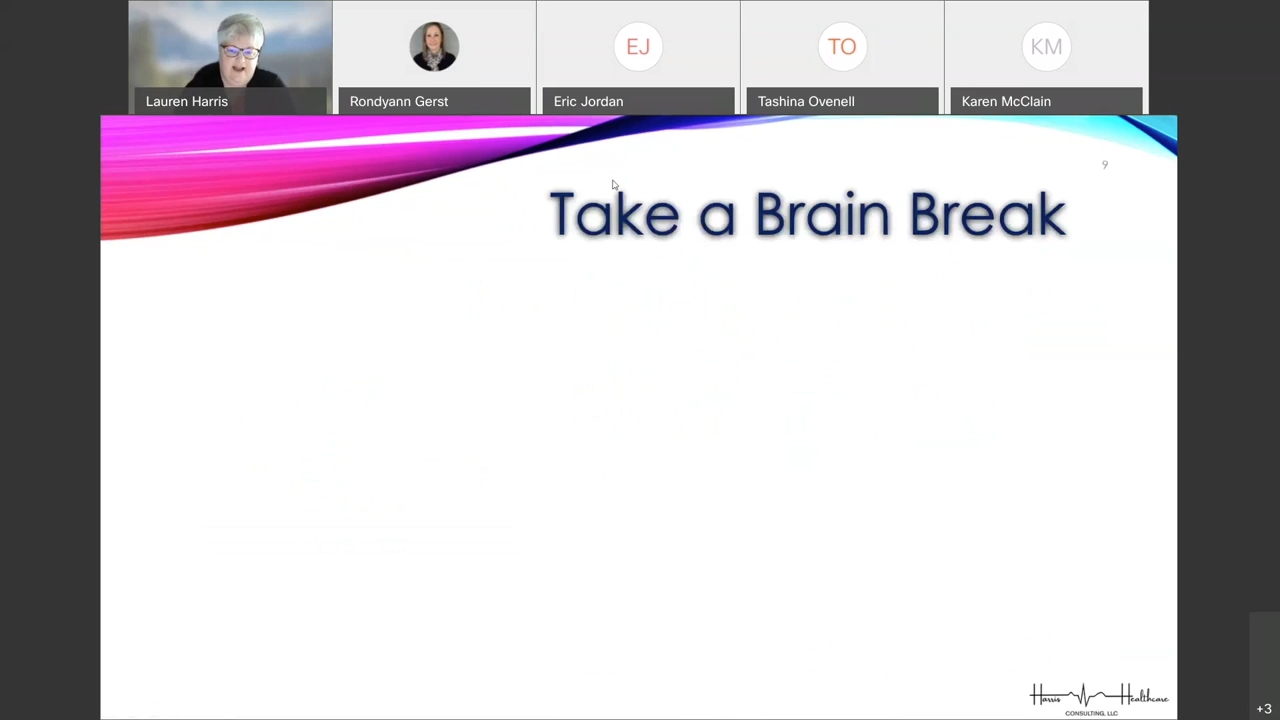 EJ
TO
KM
Lauren Harris
Rondyann Gerst
Eric Jordan
Tashina Ovenell
Karen McClain
9
Take a Brain Break
Harris Healthcare
CONSULTING, LLC
+3